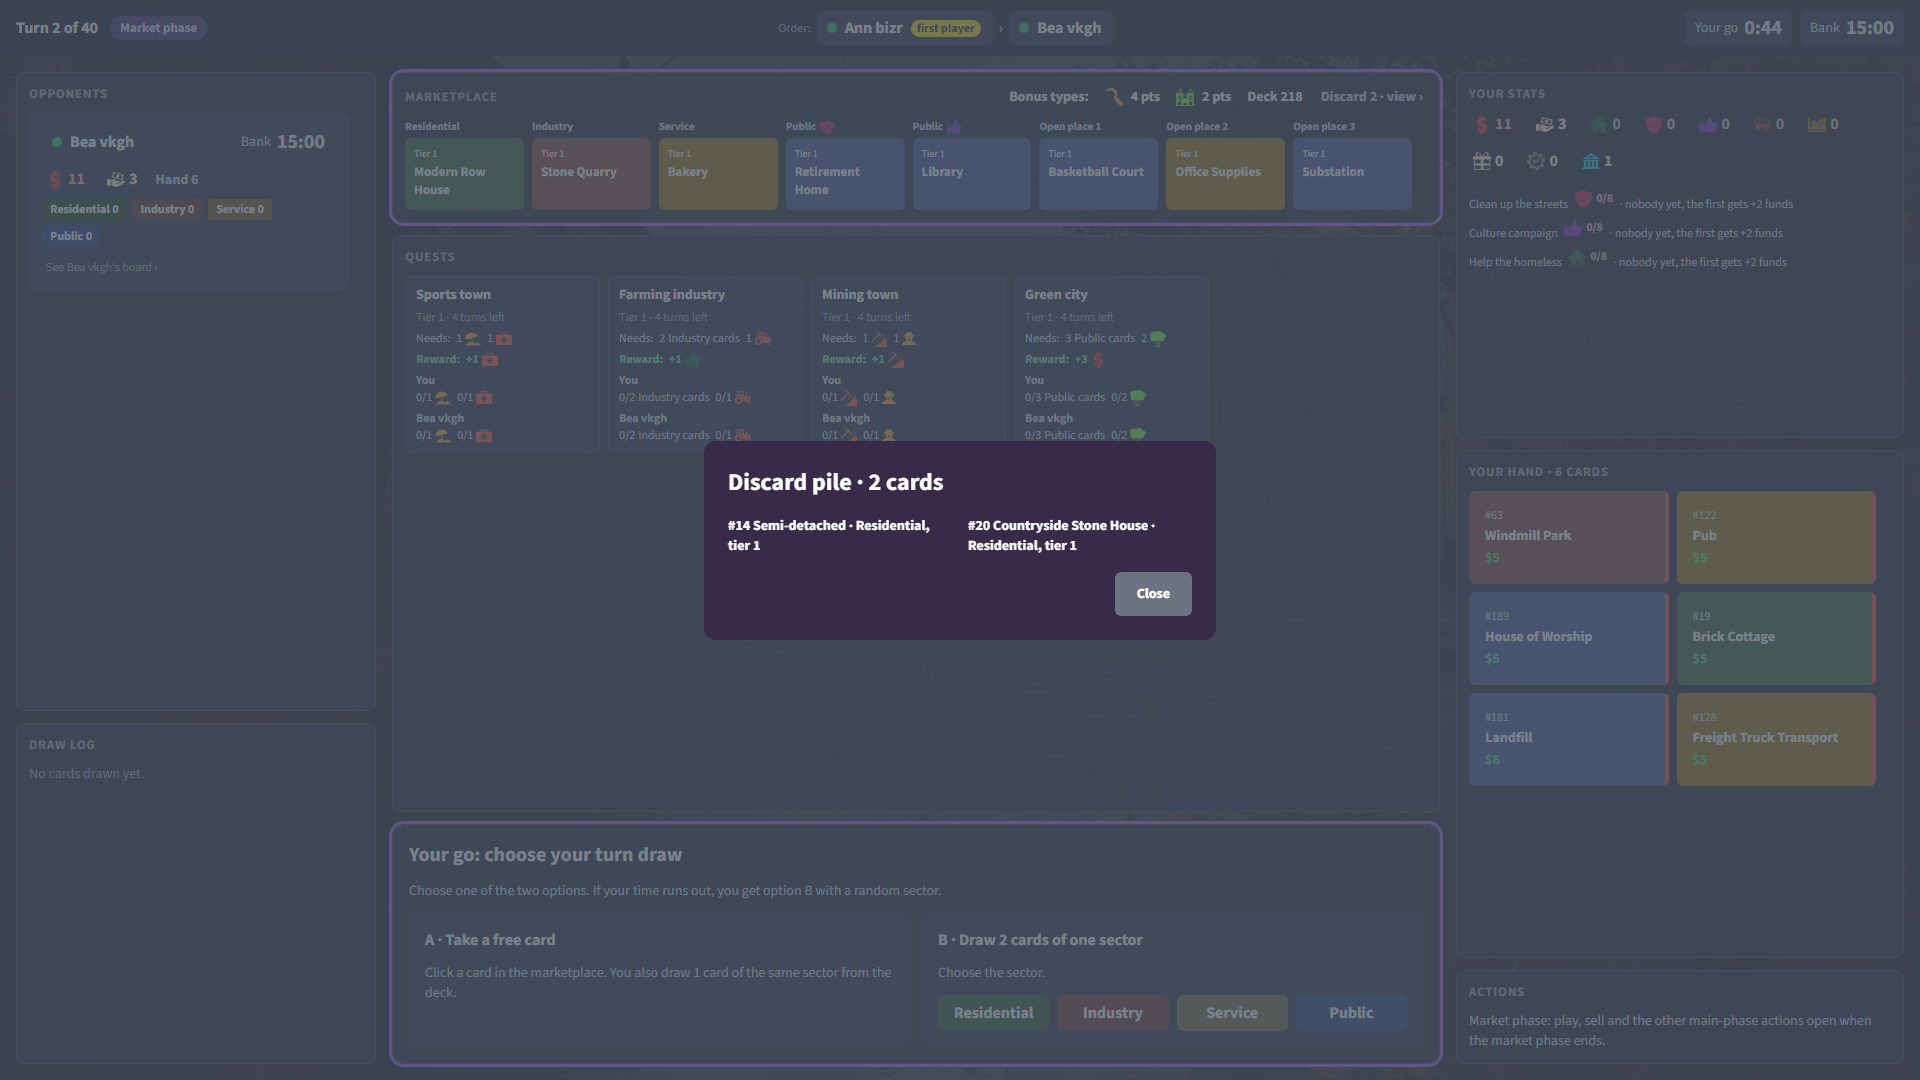 Turn 2 of 40
Market phase
Order:
Ann bizr
first player
›
Bea vkgh
Your go 0:44
Bank 15:00
OPPONENTS
Bea vkgh
Bank 15:00
11
3
Hand 6
Residential 0
Industry 0
Service 0
Public 0
See Bea vkgh's board ›
DRAW LOG
No cards drawn yet.
MARKETPLACE
Bonus types:
4 pts
2 pts
Deck 218
Discard 2 · view ›
Residential
Tier 1
Modern Row
House
Industry
Tier 1
Stone Quarry
Service
Tier 1
Bakery
Public
Tier 1
Retirement
Home
Public
Tier 1
Library
Open place 1
Tier 1
Basketball Court
Open place 2
Tier 1
Office Supplies
Open place 3
Tier 1
Substation
QUESTS
Sports town
Tier 1 · 4 turns left
Needs: 1 1
Reward: +1
You
0/1 0/1
Bea vkgh
0/1 0/1
Farming industry
Tier 1 · 4 turns left
Needs: 2 Industry cards 1
Reward: +1
You
0/2 Industry cards 0/1
Bea vkgh
0/2 Industry cards 0/1
Mining town
Tier 1 · 4 turns left
Needs: 1 1
Reward: +1
You
0/1 0/1
Bea vkgh
0/1 0/1
Green city
Tier 1 · 4 turns left
Needs: 3 Public cards 2
Reward: +3
You
0/3 Public cards 0/2
Bea vkgh
0/3 Public cards 0/2
Discard pile · 2 cards
#14 Semi-detached · Residential,
tier 1
#20 Countryside Stone House ·
Residential, tier 1
Close
Your go: choose your turn draw
Choose one of the two options. If your time runs out, you get option B with a random sector.
A · Take a free card
Click a card in the marketplace. You also draw 1 card of the same sector from the
deck.
B · Draw 2 cards of one sector
Choose the sector.
Residential
Industry
Service
Public
YOUR STATS
11
3
0
0
0
0
0
0
0
1
Clean up the streets 0/8 · nobody yet, the first gets +2 funds
Culture campaign 0/8 · nobody yet, the first gets +2 funds
Help the homeless 0/8 · nobody yet, the first gets +2 funds
YOUR HAND · 6 CARDS
#63
Windmill Park
$5
#122
Pub
$5
#189
House of Worship
$5
#19
Brick Cottage
$5
#181
Landfill
$6
#128
Freight Truck Transport
$5
ACTIONS
Market phase: play, sell and the other main-phase actions open when
the market phase ends.